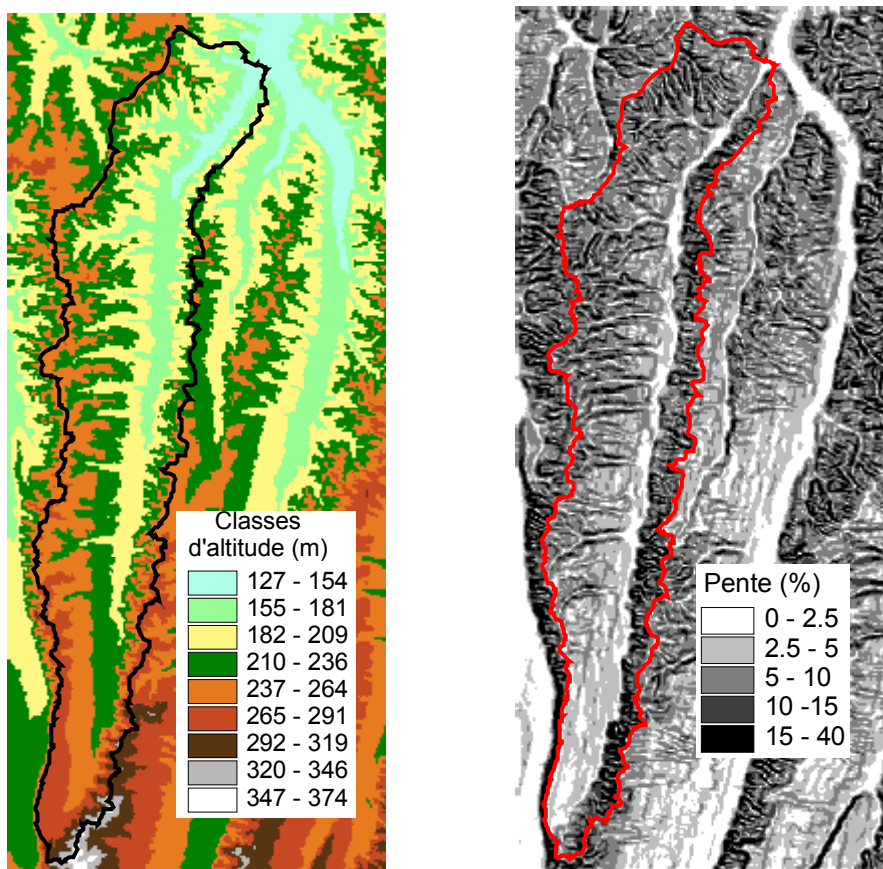 Classes
d'altitude (m)
127 - 154
155 - 181
182 - 209
210 - 236
237 - 264
265 - 291
292 - 319
320 - 346
347 - 374
Pente (%)
0 - 2.5
2.5 - 5
5 - 10
10 -15
15 - 40